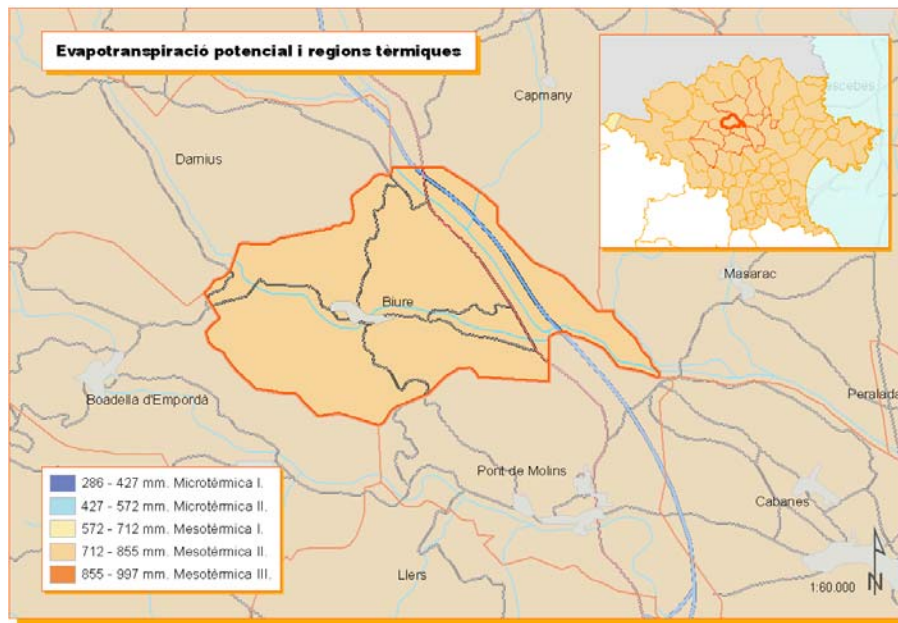 Evapotranspiració potencial i regions tèrmiques
Capmany
Darnius
Masarac
Biure
Boadella d'Empordà
Peralada
Pont de Molins
Cabanes
Llers
286 - 427 mm. Microtèrmica I.
427 - 572 mm. Microtèrmica II.
572 - 712 mm. Mesotèrmica I.
712 - 855 mm. Mesotèrmica II.
855 - 997 mm. Mesotèrmica III.
1:60.000
N